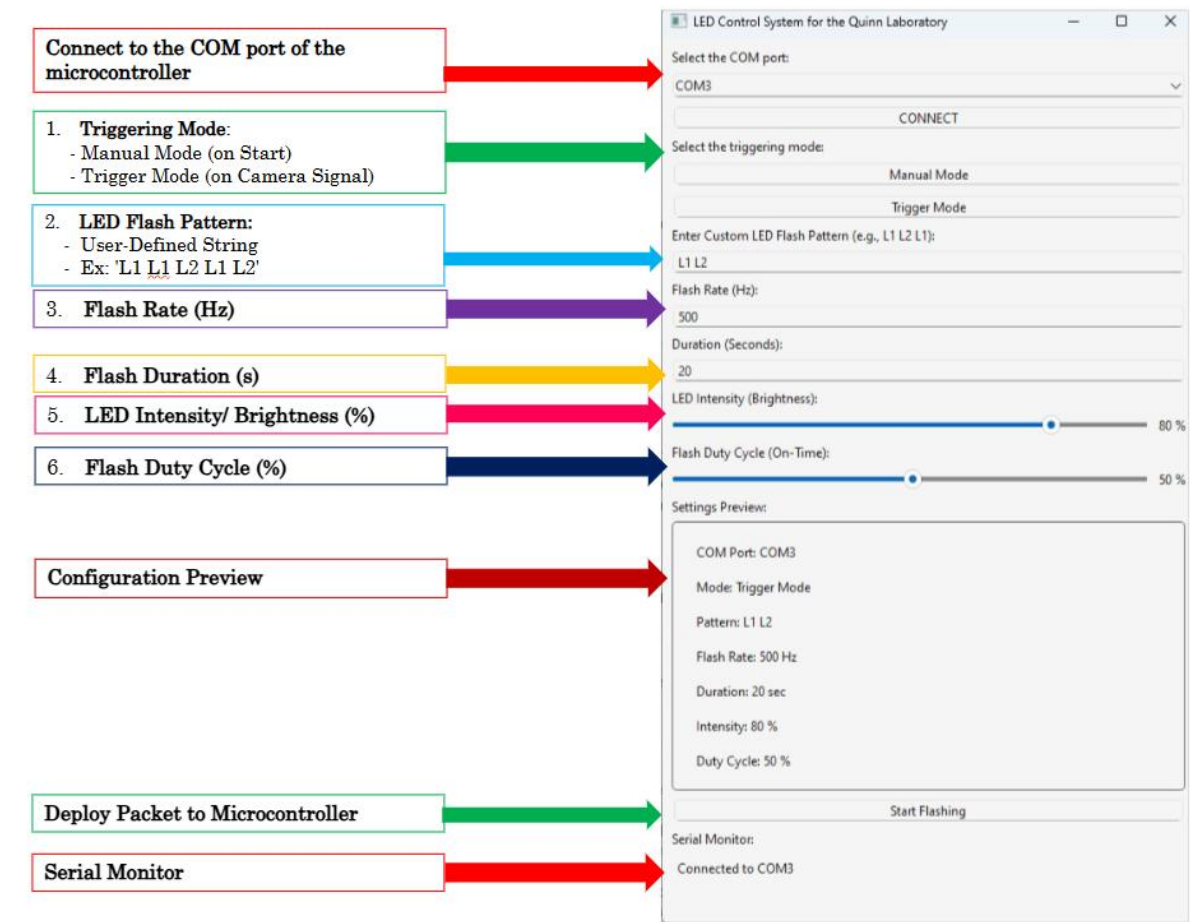 Connect to the COM port of the
microcontroller
1. Triggering Mode:
- Manual Mode (on Start)
- Trigger Mode (on Camera Signal)
2. LED Flash Pattern:
- User-Defined String
- Ex: 'L1 L1 L2 L1 L2'
3. Flash Rate (Hz)
4. Flash Duration (s)
5. LED Intensity/ Brightness (%)
6. Flash Duty Cycle (%)
Configuration Preview
Deploy Packet to Microcontroller
Serial Monitor
LED Control System for the Quinn Laboratory
Select the COM port:
COM3
CONNECT
Select the triggering mode:
Manual Mode
Trigger Mode
Enter Custom LED Flash Pattern (e.g., L1 L2 L1):
L1 L2
Flash Rate (Hz):
500
Duration (Seconds):
20
LED Intensity (Brightness):
80 %
Flash Duty Cycle (On-Time):
50 %
Settings Preview:
COM Port: COM3
Mode: Trigger Mode
Pattern: L1 L2
Flash Rate: 500 Hz
Duration: 20 sec
Intensity: 80 %
Duty Cycle: 50 %
Start Flashing
Serial Monitor:
Connected to COM3